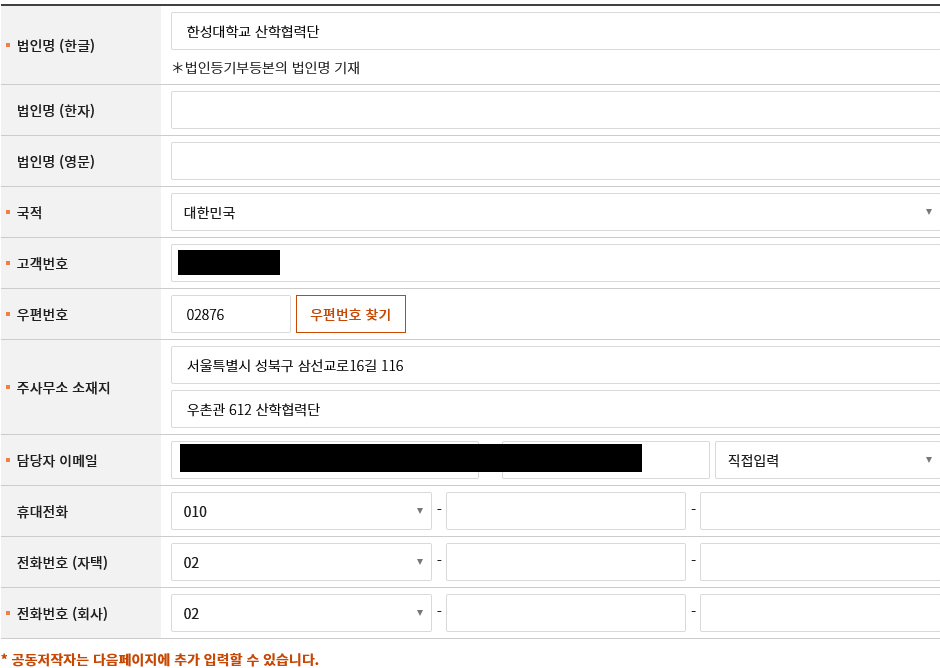 법인명 (한글)
한성대학교 산학협력단
*법인등기부등본의 법인명 기재
법인명 (한자)
법인명 (영문)
국적
대한민국
고객번호
우편번호
02876
우편번호 찾기
주사무소 소재지
서울특별시 성북구 삼선교로16길 116
우촌관 612 산학협력단
담당자 이메일
직접입력
휴대전화
010 - -
전화번호 (자택)
02 - -
전화번호 (회사)
02 - -
* 공동저작자는 다음페이지에 추가 입력할 수 있습니다.